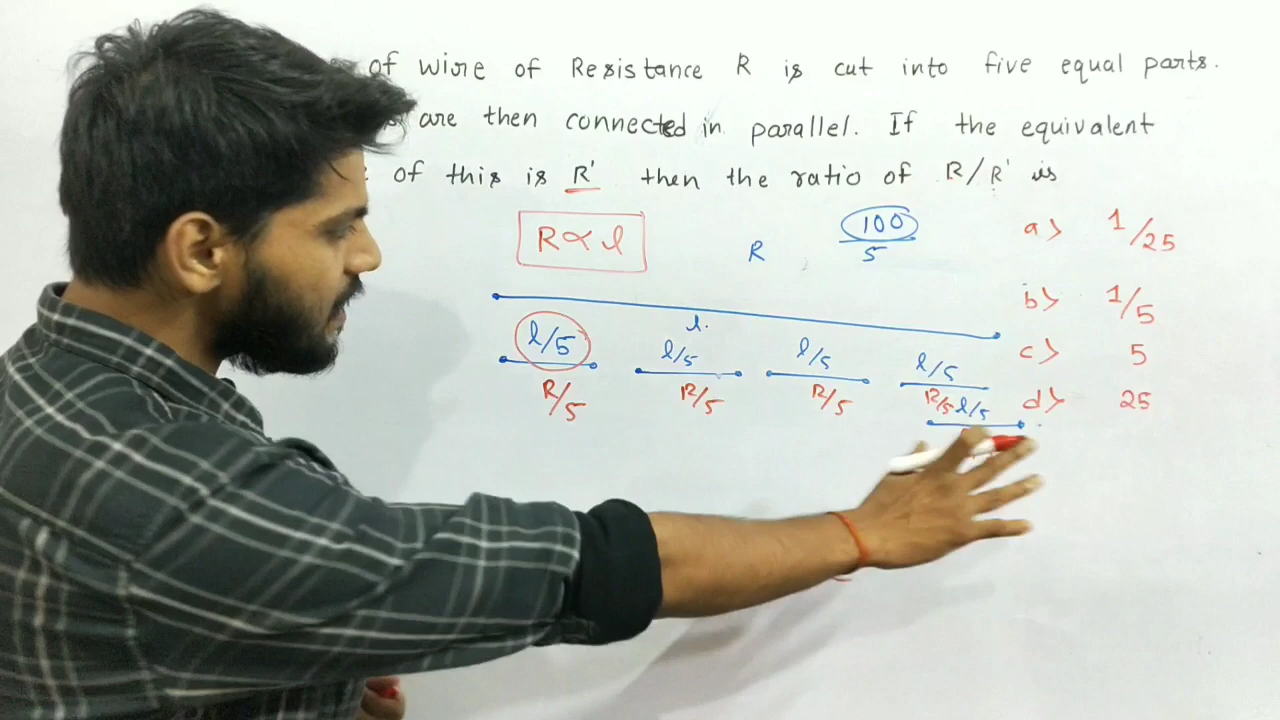 of wire of Resistance R is cut into five equal parts.
are then connected in parallel. If the equivalent
of this is R' then the ratio of R/R' is
R ∝ l
R
100
5
a> 1/25
b> 1/5
c> 5
d> 25
l.
l/5 l/5 l/5 l/5
R/5 R/5 R/5 R/5
l/5